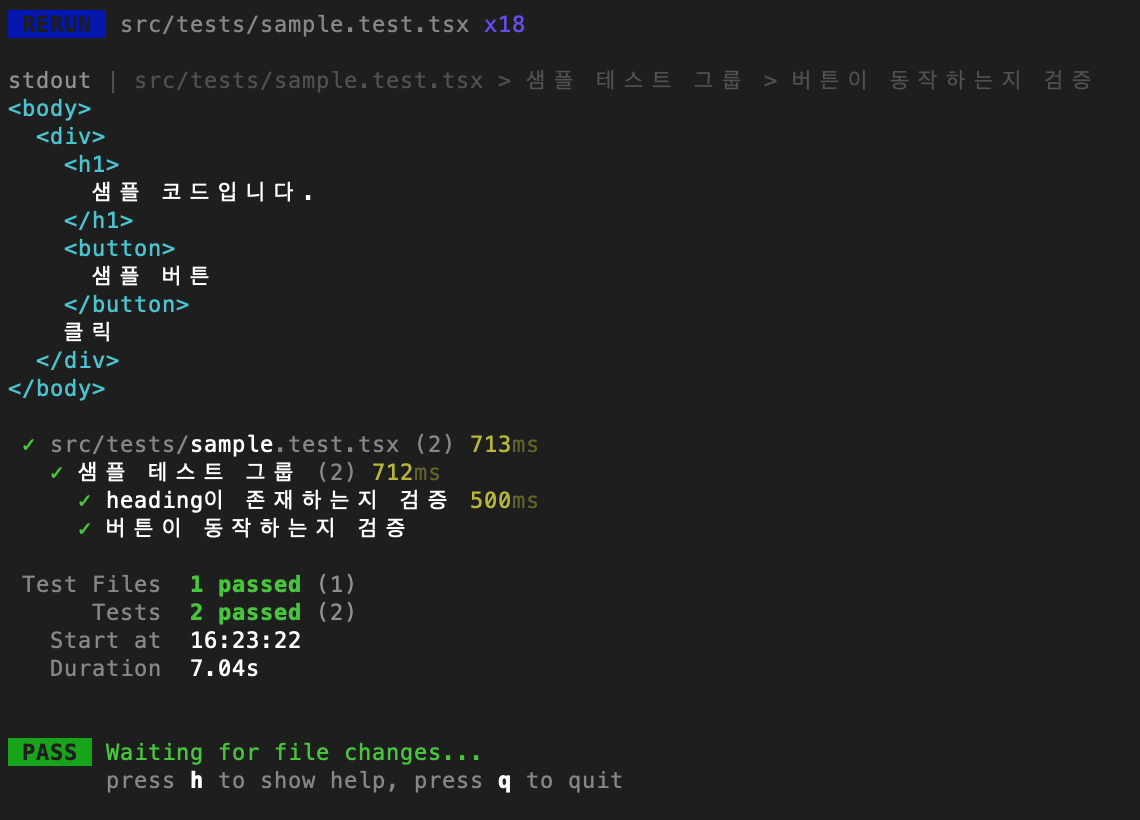 RERUN src/tests/sample.test.tsx x18
stdout | src/tests/sample.test.tsx > 샘플 테스트 그룹 > 버튼이 동작하는지 검증
<body>
<div>
<h1>
샘플 코드입니다.
</h1>
<button>
샘플 버튼
</button>
클릭
</div>
</body>
✓ src/tests/sample.test.tsx (2) 713ms
✓ 샘플 테스트 그룹 (2) 712ms
✓ heading이 존재하는지 검증 500ms
✓ 버튼이 동작하는지 검증
Test Files 1 passed (1)
Tests 2 passed (2)
Start at 16:23:22
Duration 7.04s
PASS Waiting for file changes...
press h to show help, press q to quit